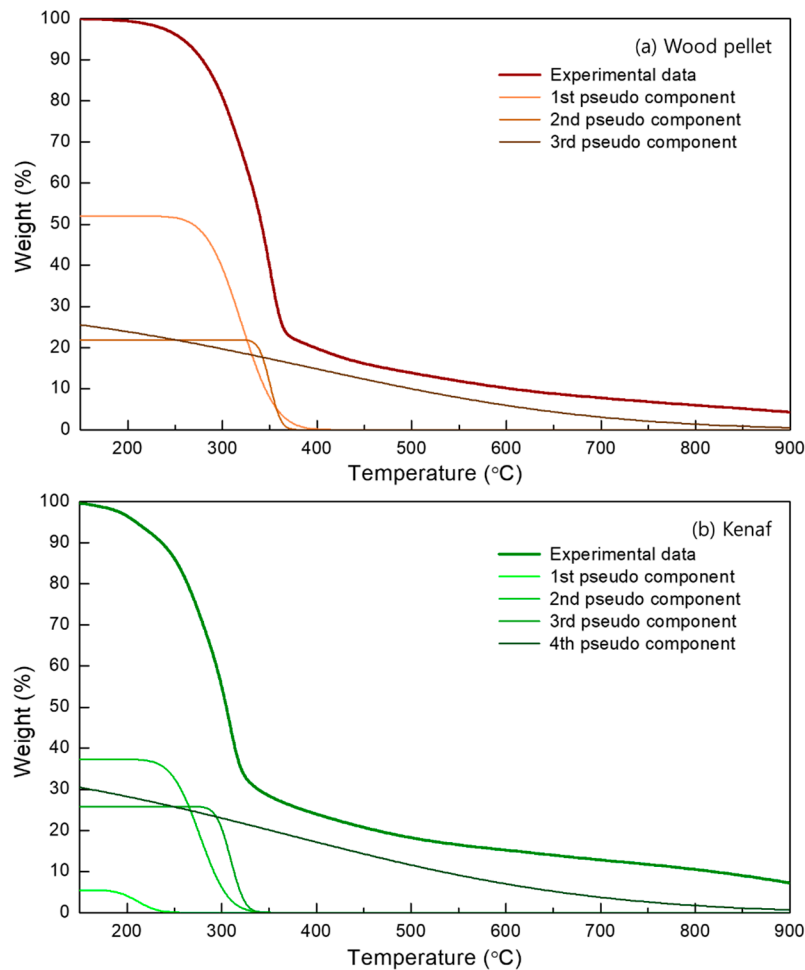 100
90
80
70
60
50
40
30
20
10
0
Weight (%)
(a) Wood pellet
Experimental data
1st pseudo component
2nd pseudo component
3rd pseudo component
200 300 400 500 600 700 800 900
Temperature (°C)
100
90
80
70
60
50
40
30
20
10
0
Weight (%)
(b) Kenaf
Experimental data
1st pseudo component
2nd pseudo component
3rd pseudo component
4th pseudo component
200 300 400 500 600 700 800 900
Temperature (°C)